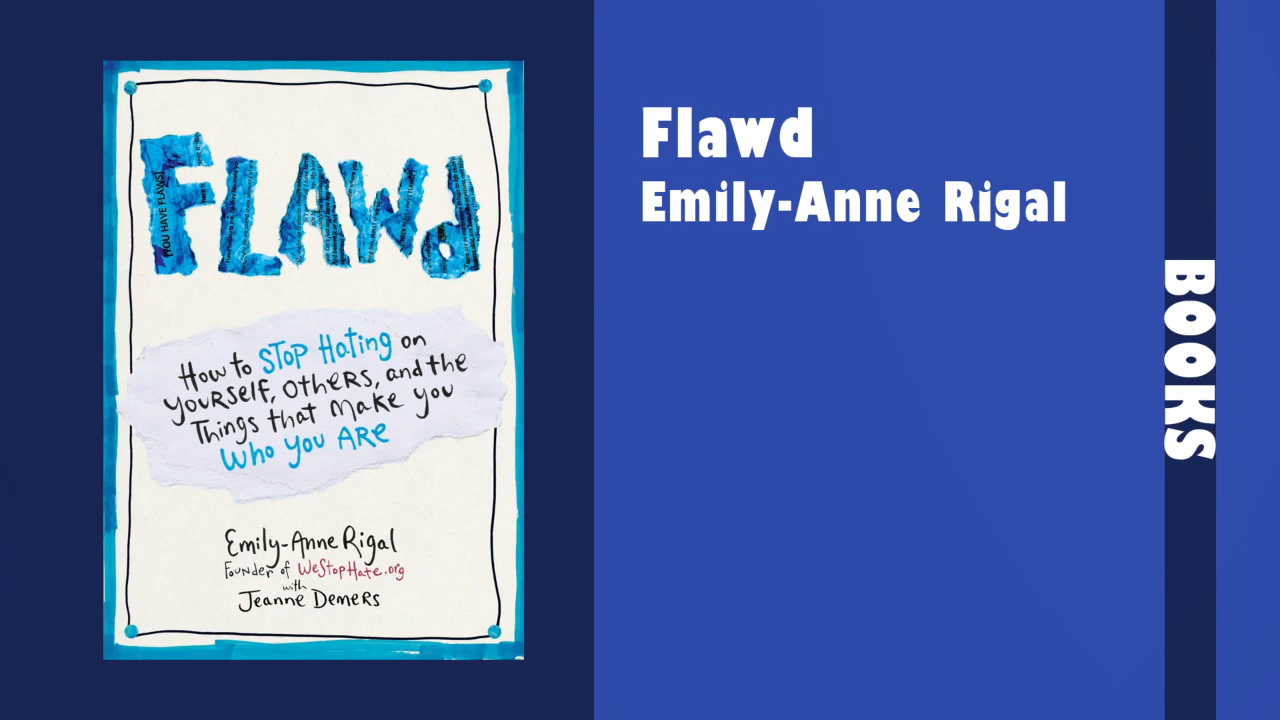 FLAWd
YOU HAVE FLAWS!
How to STOP Hating on
yourself, Others, and the
Things that Make you
Who you ARe
Emily-Anne Rigal
Founder of WeStopHate.org
with
Jeanne Demers
Flawd
Emily-Anne Rigal
BOOKS